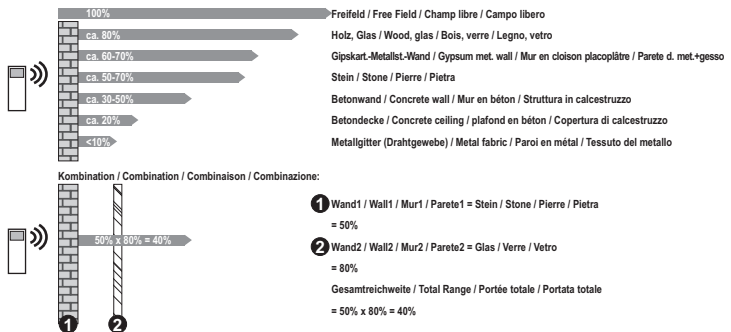 100% Freifeld / Free Field / Champ libre / Campo libero
ca. 80% Holz, Glas / Wood, glas / Bois, verre / Legno, vetro
ca. 60-70% Gipskart.-Metallst.-Wand / Gypsum met. wall / Mur en cloison placoplâtre / Parete d. met.+gesso
ca. 50-70% Stein / Stone / Pierre / Pietra
ca. 30-50% Betonwand / Concrete wall / Mur en béton / Struttura in calcestruzzo
ca. 20% Betondecke / Concrete ceiling / plafond en béton / Copertura di calcestruzzo
<10% Metallgitter (Drahtgewebe) / Metal fabric / Paroi en métal / Tessuto del metallo
Kombination / Combination / Combinaison / Combinazione:
1 Wand1 / Wall1 / Mur1 / Parete1 = Stein / Stone / Pierre / Pietra
= 50%
50% x 80% = 40%
2 Wand2 / Wall2 / Mur2 / Parete2 = Glas / Verre / Vetro
= 80%
Gesamtreichweite / Total Range / Portée totale / Portata totale
= 50% x 80% = 40%
1 2